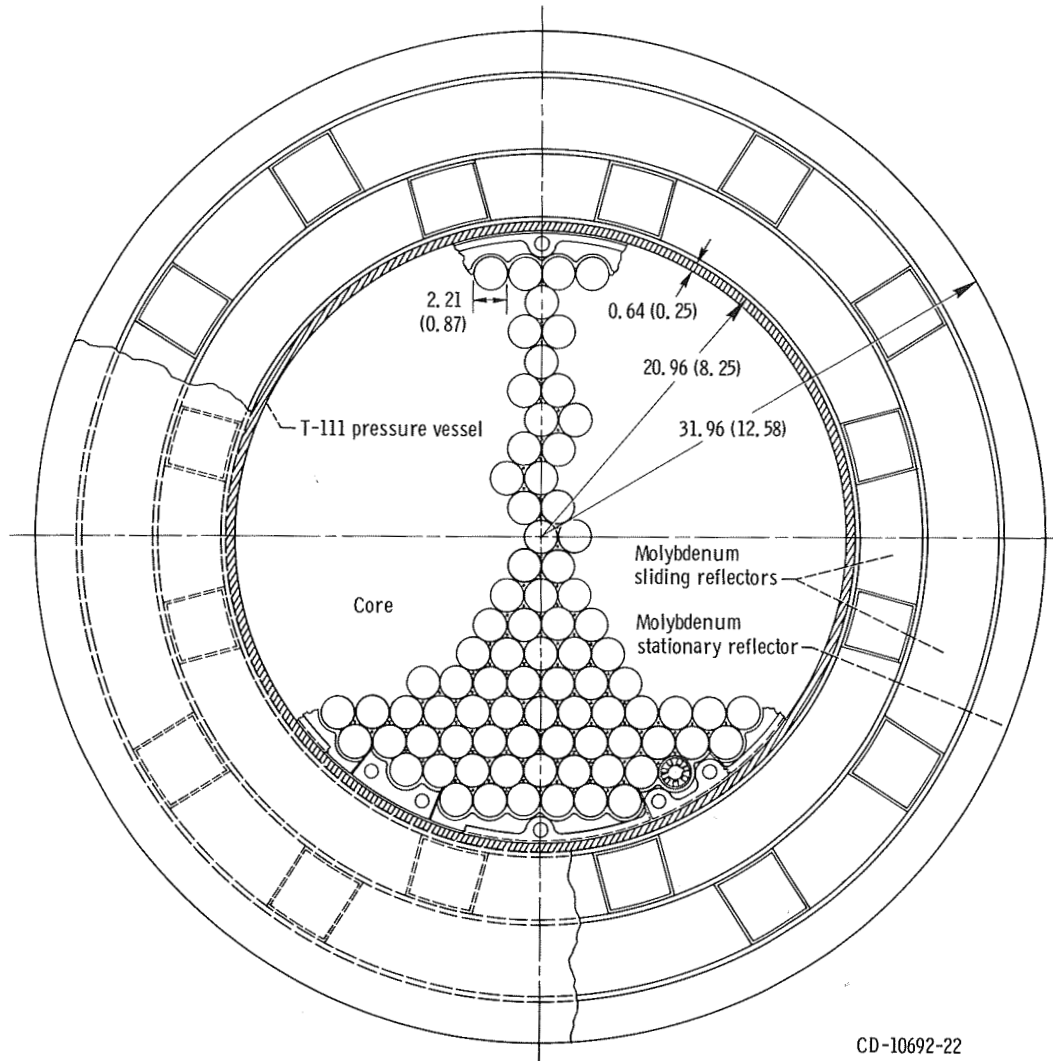 2.21
(0.87)
0.64 (0.25)
20.96 (8.25)
31.96 (12.58)
T-111 pressure vessel
Core
Molybdenum
sliding reflectors
Molybdenum
stationary reflector
CD-10692-22